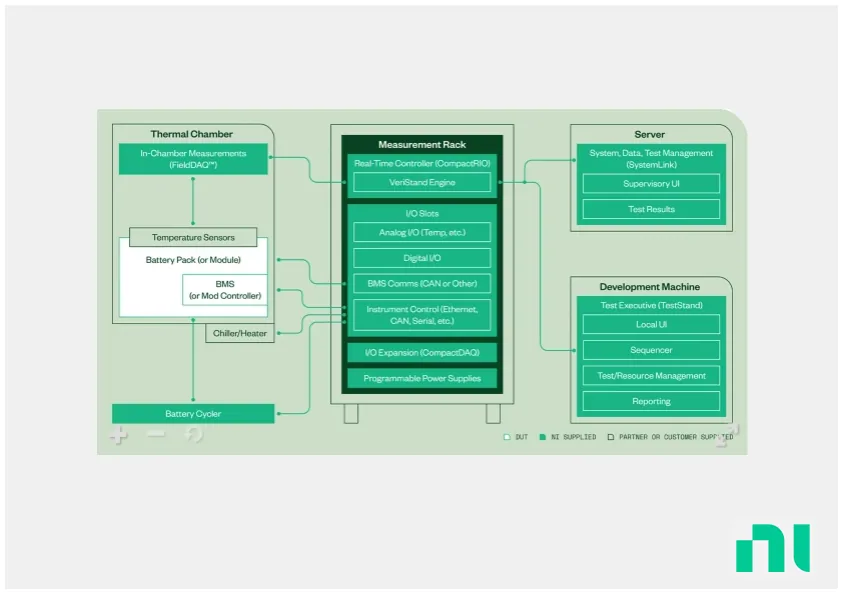 Thermal Chamber
In-Chamber Measurements
(FieldDAQ™)
Temperature Sensors
Battery Pack (or Module)
BMS
(or Mod Controller)
Chiller/Heater
Battery Cycler
Measurement Rack
Real-Time Controller (CompactRIO)
VeriStand Engine
I/O Slots
Analog I/O (Temp, etc.)
Digital I/O
BMS Comms (CAN or Other)
Instrument Control (Ethernet,
CAN, Serial, etc.)
I/O Expansion (CompactDAQ)
Programmable Power Supplies
Server
System, Data, Test Management
(SystemLink)
Supervisory UI
Test Results
Development Machine
Test Executive (TestStand)
Local UI
Sequencer
Test/Resource Management
Reporting
DUT
NI SUPPLIED
PARTNER OR CUSTOMER SUPPLIED
ni